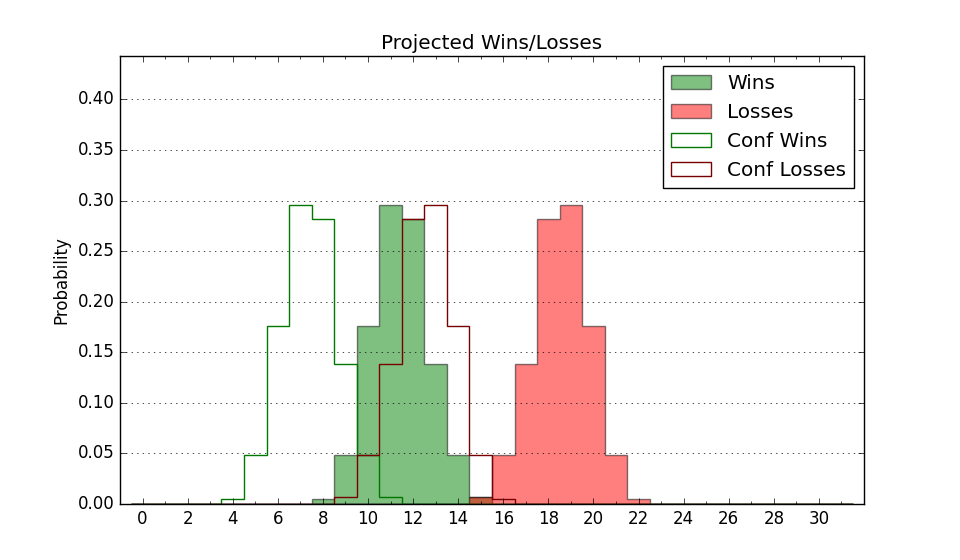 Projected Wins/Losses
Wins
Losses
Conf Wins
Conf Losses
Probability
0.40
0.35
0.30
0.25
0.20
0.15
0.10
0.05
0.00
0 2 4 6 8 10 12 14 16 18 20 22 24 26 28 30